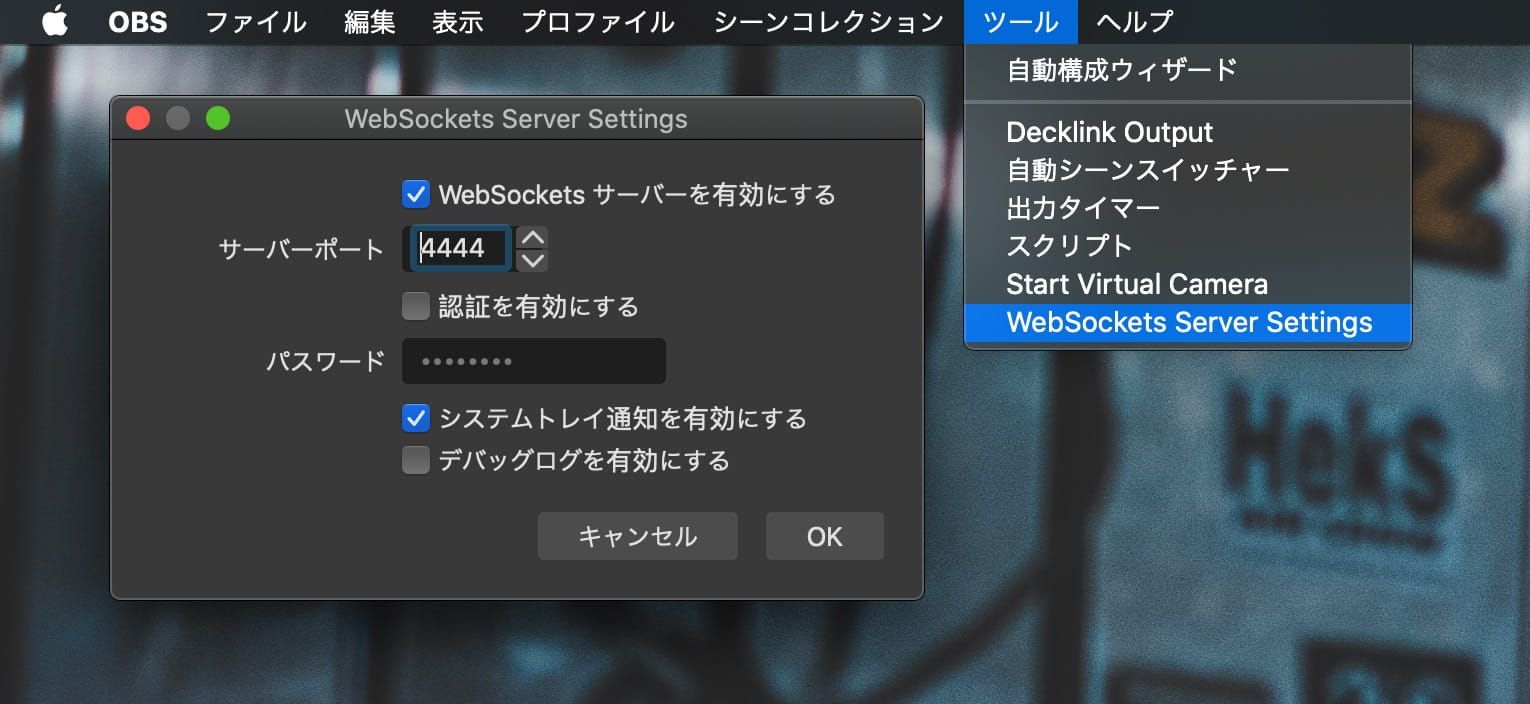 OBS ファイル 編集 表示 プロファイル シーンコレクション ツール ヘルプ
自動構成ウィザード
Decklink Output
自動シーンスイッチャー
出力タイマー
スクリプト
Start Virtual Camera
WebSockets Server Settings
WebSockets Server Settings
WebSockets サーバーを有効にする
サーバーポート 4444
認証を有効にする
パスワード ••••••••
システムトレイ通知を有効にする
デバッグログを有効にする
キャンセル OK
HekS